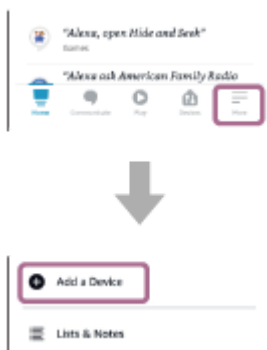 "Alexa, open Hide and Seek"
Games
"Alexa ask American Family Radio
Home Communicate Play Devices More
Add a Device
Lists & Notes